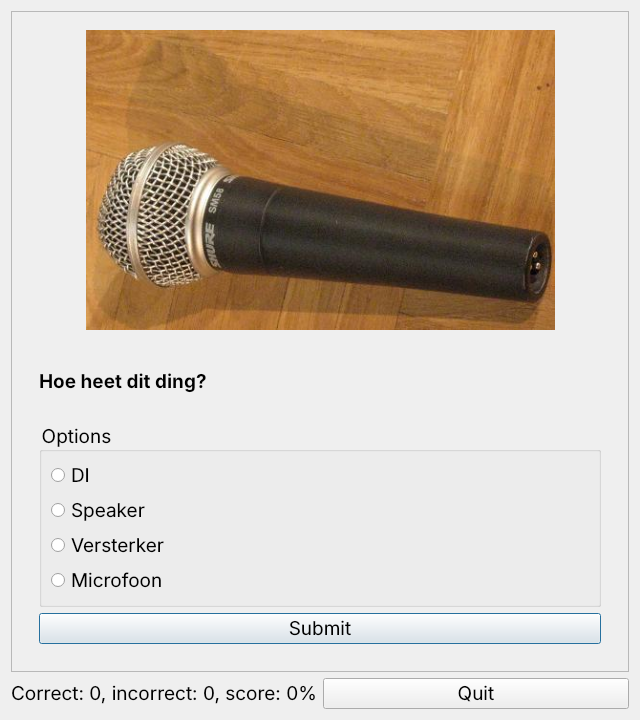 SHURE SM58
Hoe heet dit ding?
Options
DI
Speaker
Versterker
Microfoon
Submit
Correct: 0, incorrect: 0, score: 0%
Quit